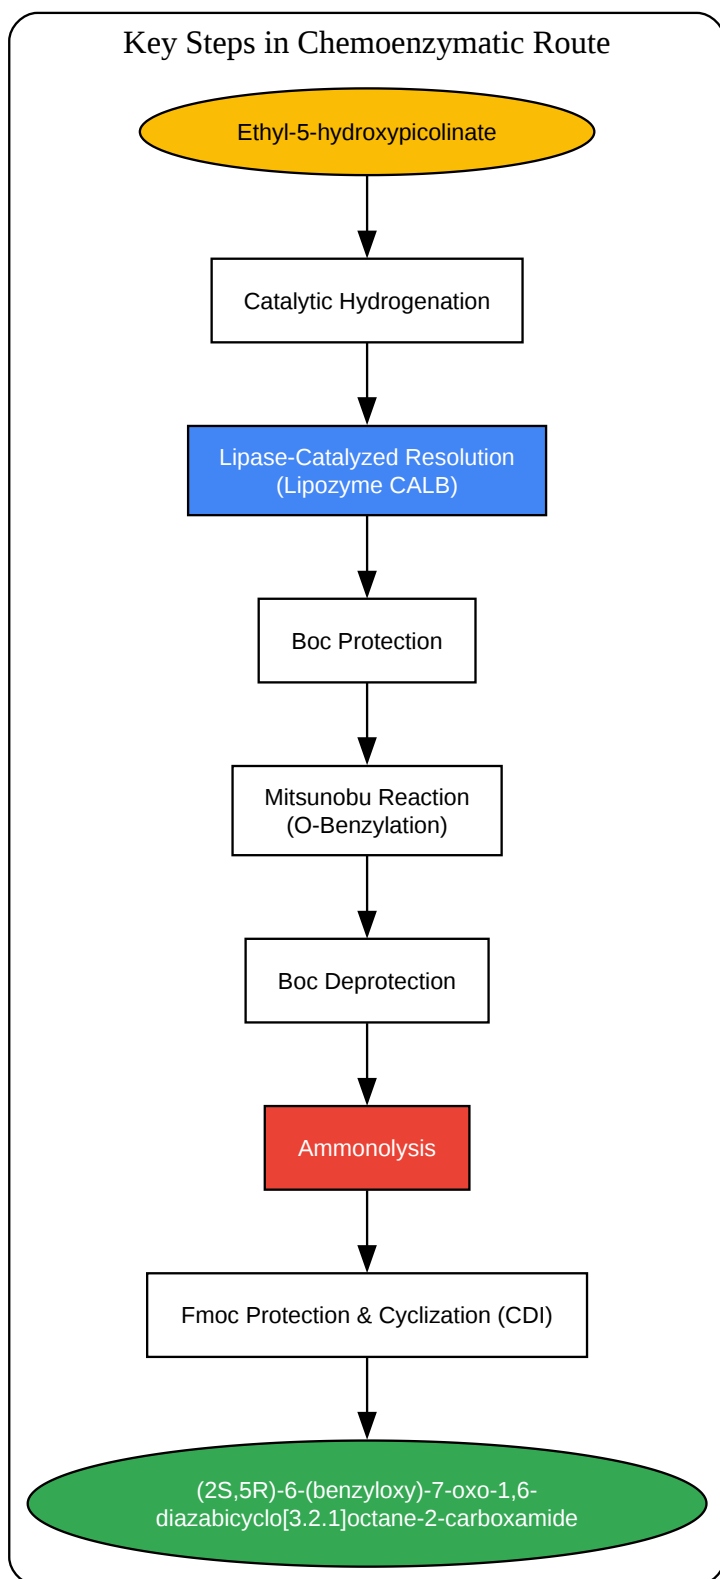 Key Steps in Chemoenzymatic Route
Ethyl-5-hydroxypicolinate
Catalytic Hydrogenation
Lipase-Catalyzed Resolution
(Lipozyme CALB)
Boc Protection
Mitsunobu Reaction
(O-Benzylation)
Boc Deprotection
Ammonolysis
Fmoc Protection & Cyclization (CDI)
(2S,5R)-6-(benzyloxy)-7-oxo-1,6-
diazabicyclo[3.2.1]octane-2-carboxamide